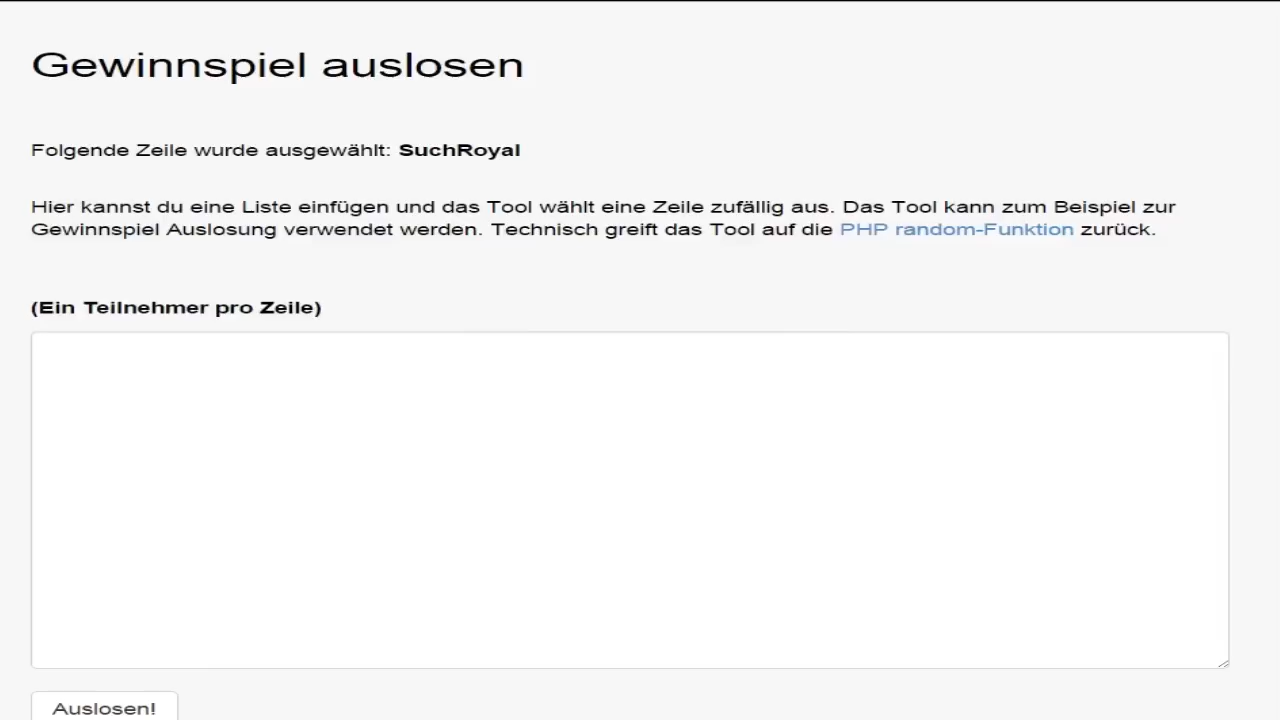 Gewinnspiel auslosen
Folgende Zeile wurde ausgewählt: SuchRoyal
Hier kannst du eine Liste einfügen und das Tool wählt eine Zeile zufällig aus. Das Tool kann zum Beispiel zur
Gewinnspiel Auslosung verwendet werden. Technisch greift das Tool auf die PHP random-Funktion zurück.
(Ein Teilnehmer pro Zeile)
Auslosen!